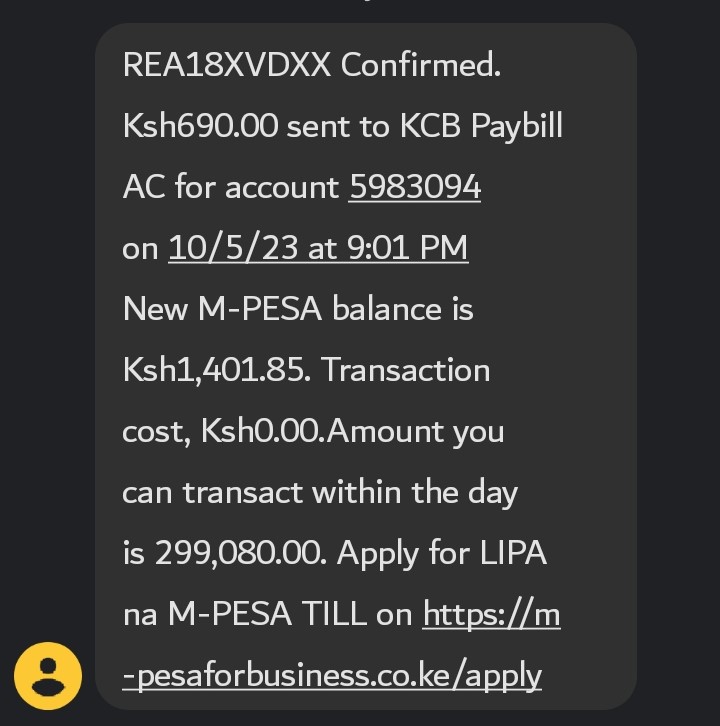 REA18XVDXX Confirmed.
Ksh690.00 sent to KCB Paybill
AC for account 5983094
on 10/5/23 at 9:01 PM
New M-PESA balance is
Ksh1,401.85. Transaction
cost, Ksh0.00.Amount you
can transact within the day
is 299,080.00. Apply for LIPA
na M-PESA TILL on https://m
-pesaforbusiness.co.ke/apply